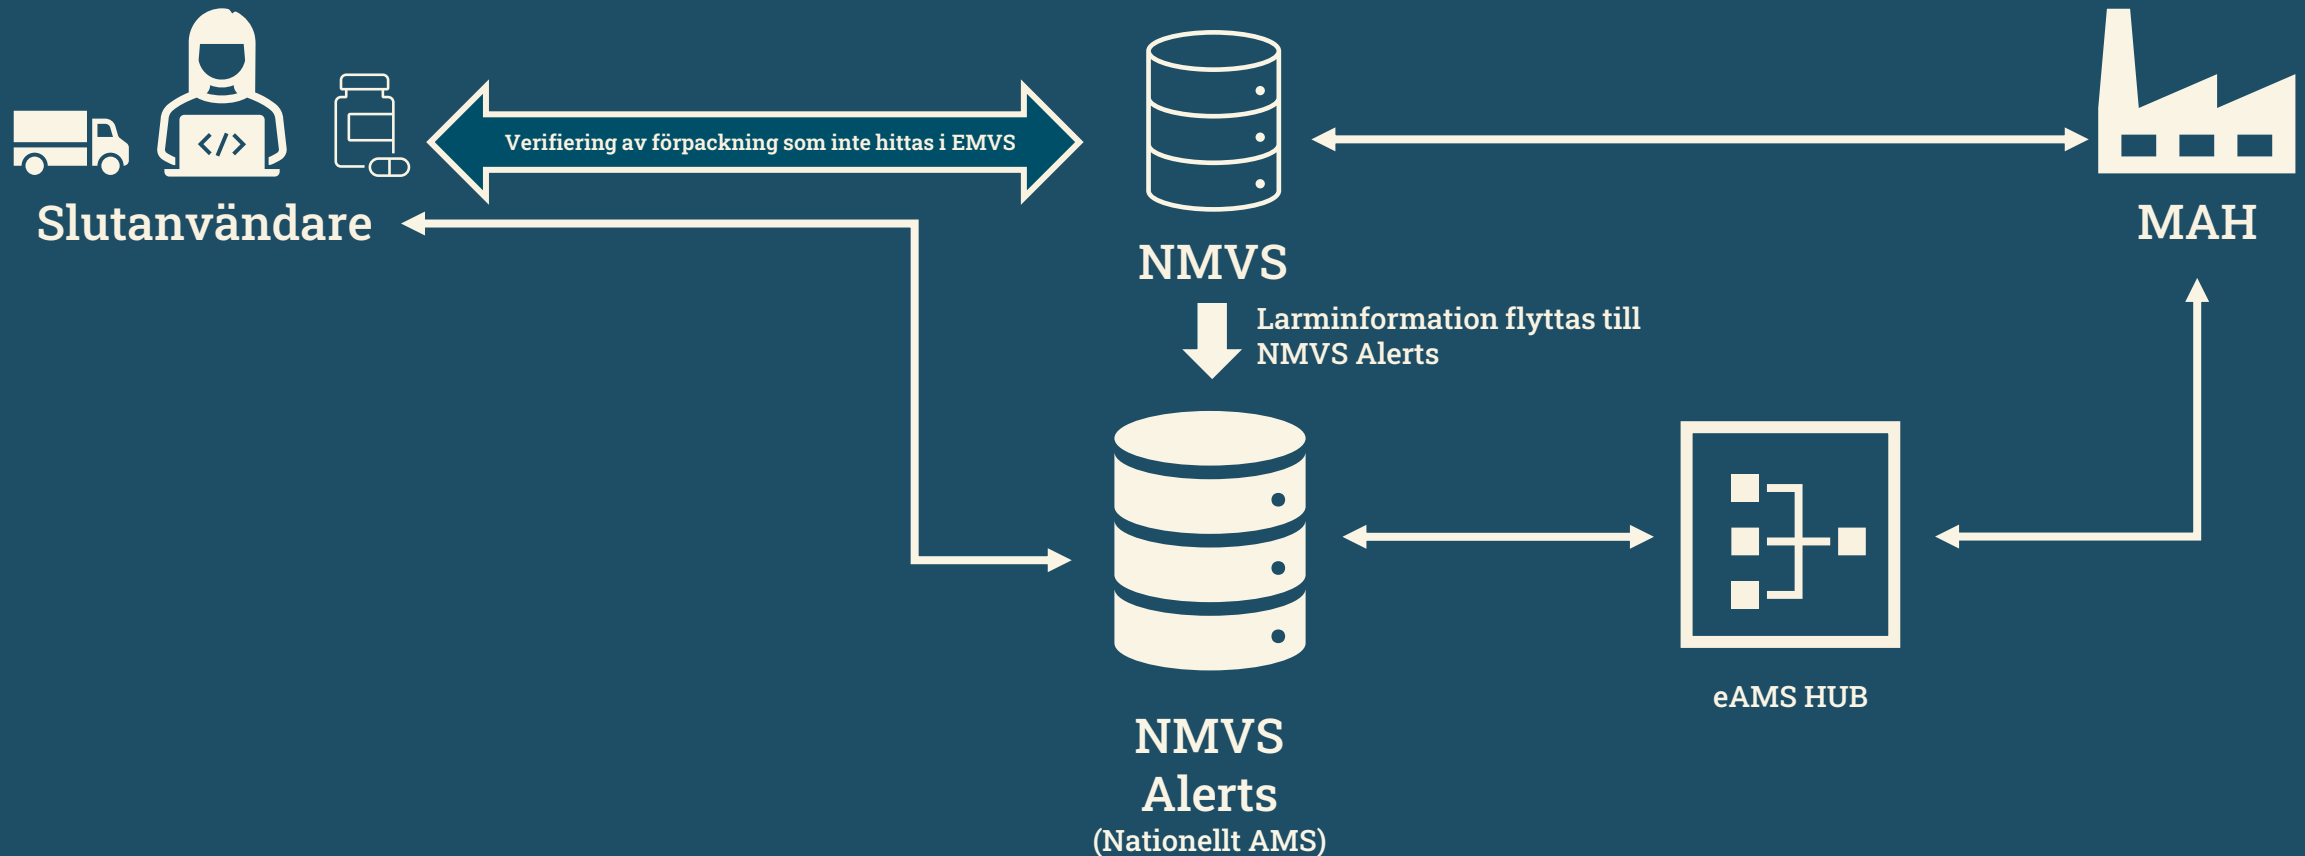 Verifiering av förpackning som inte hittas i EMVS
Slutanvändare
NMVS
MAH
Larminformation flyttas till
NMVS Alerts
eAMS HUB
NMVS
Alerts
(Nationellt AMS)